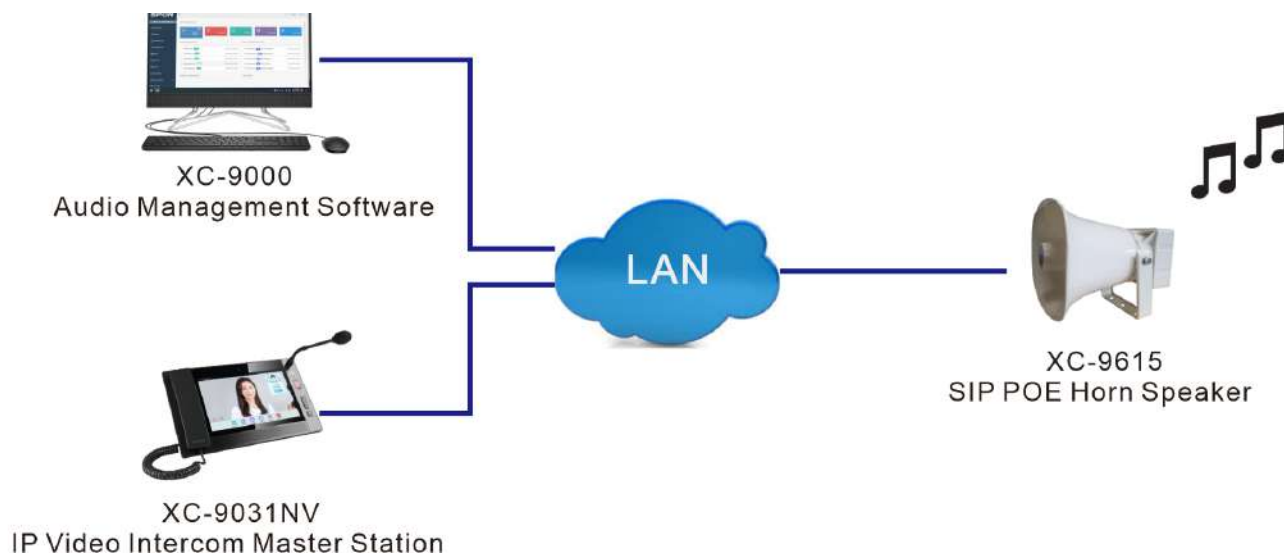 XC-9000
Audio Management Software
LAN
XC-9615
SIP POE Horn Speaker
XC-9031NV
IP Video Intercom Master Station